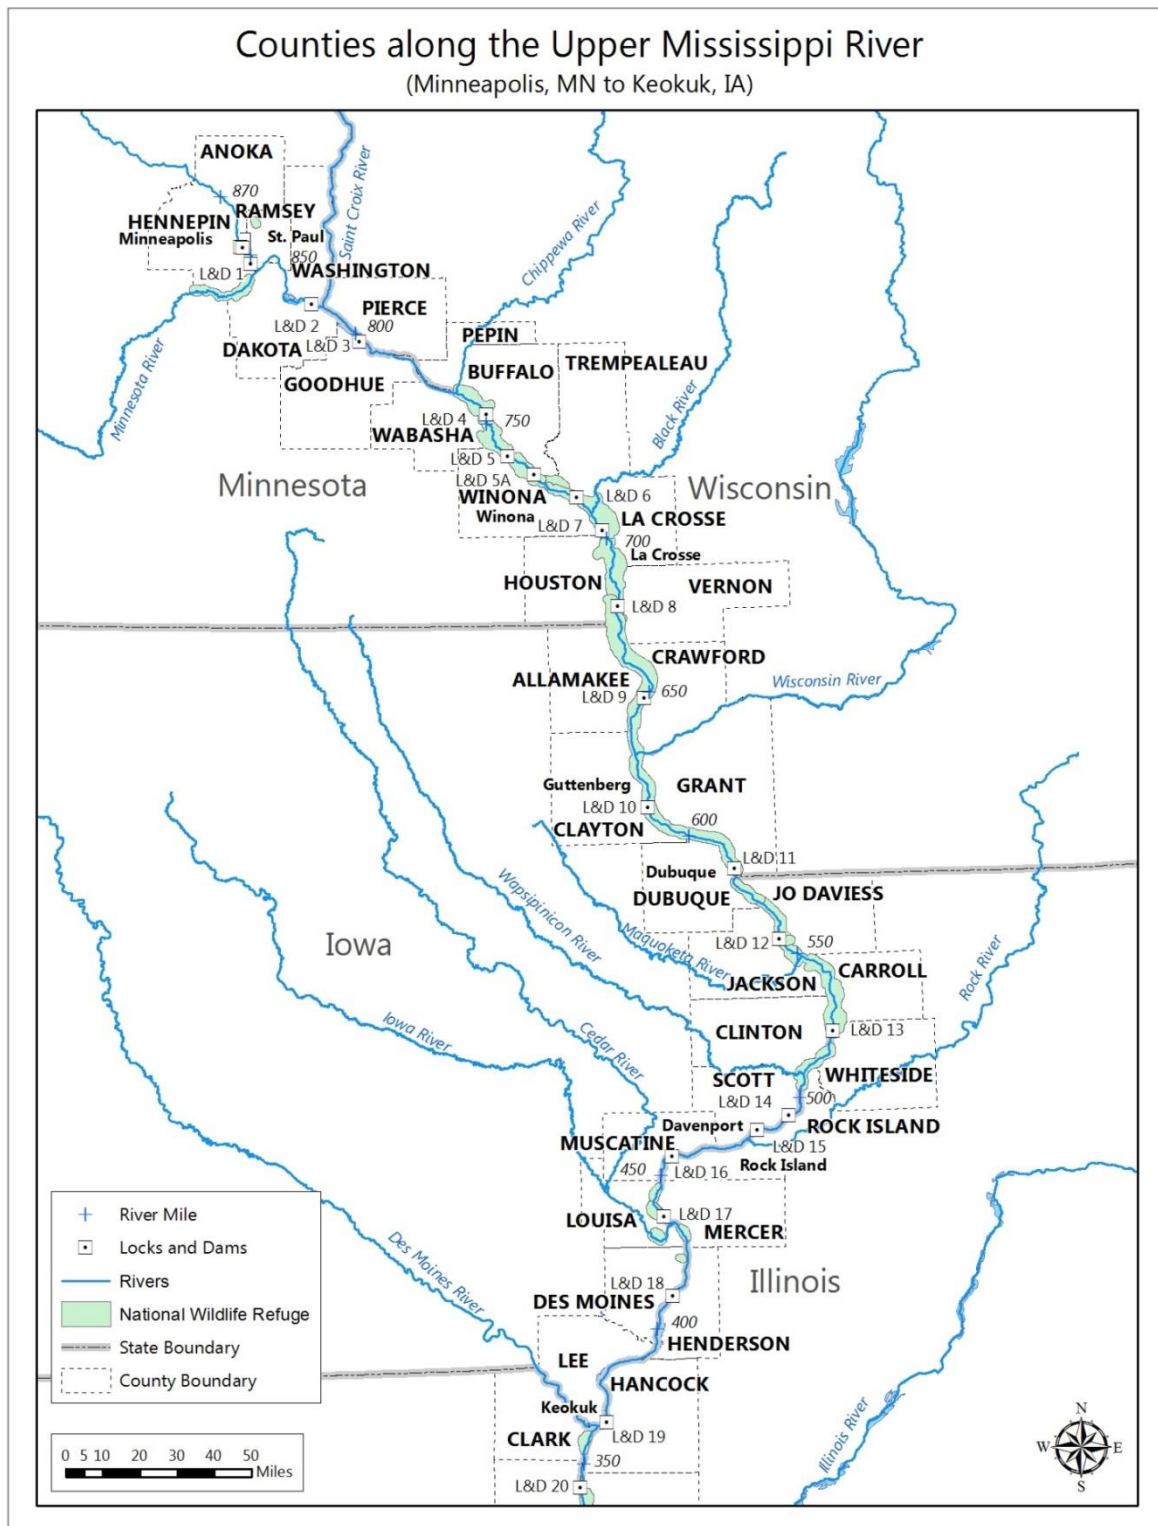 Counties along the Upper Mississippi River
(Minneapolis, MN to Keokuk, IA)
ANOKA
870
RAMSEY
HENNEPIN
Minneapolis
St. Paul
850
Saint Croix River
L&D 1
WASHINGTON
Chippewa River
L&D 2
PIERCE
800
L&D 3
DAKOTA
PEPIN
GOODHUE
BUFFALO
TREMPEALEAU
Minnesota River
Black River
L&D 4
750
WABASHA
L&D 5
L&D 5A
Minnesota
WINONA
Winona
L&D 6
Wisconsin
L&D 7
LA CROSSE
700
La Crosse
HOUSTON
VERNON
L&D 8
CRAWFORD
ALLAMAKEE
L&D 9
650
Wisconsin River
Guttenberg
GRANT
L&D 10
CLAYTON
600
L&D 11
Dubuque
DUBUQUE
JO DAVIESS
Wapsipinicon River
Maquoketa River
L&D 12
550
Iowa
JACKSON
CARROLL
Rock River
Iowa River
Cedar River
CLINTON
L&D 13
SCOTT
WHITESIDE
L&D 14
500
Davenport
ROCK ISLAND
MUSCATINE
L&D 15
Rock Island
450
L&D 16
LOUISA
L&D 17
MERCER
Des Moines River
L&D 18
Illinois
DES MOINES
400
HENDERSON
LEE
HANCOCK
Keokuk
L&D 19
CLARK
350
L&D 20
Illinois River
River Mile
Locks and Dams
Rivers
National Wildlife Refuge
State Boundary
County Boundary
0 5 10 20 30 40 50
Miles
N
W E
S